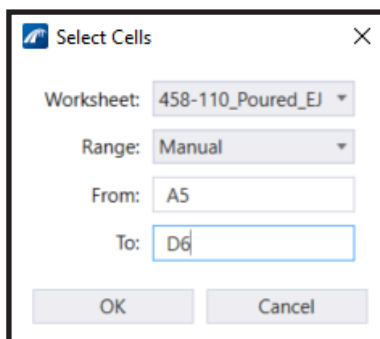 Select Cells
Worksheet: 458-110_Poured_EJ
Range: Manual
From: A5
To: D6
OK Cancel